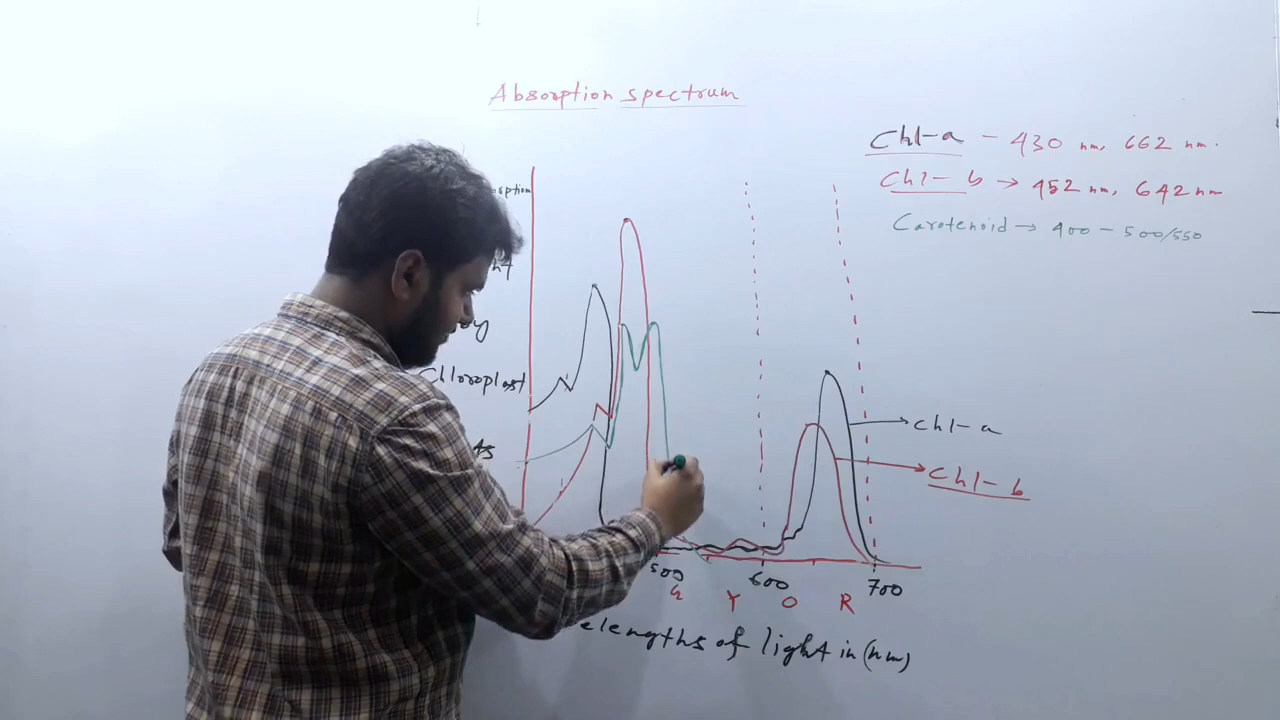 Absorption spectrum
Chl-a - 430 nm, 662 nm.
Chl-b → 452 nm, 642 nm
Carotenoid → 400 - 500/550
Chloroplast
Chl-a
Chl-b
500 600 700
G Y O R
of light in (nm)